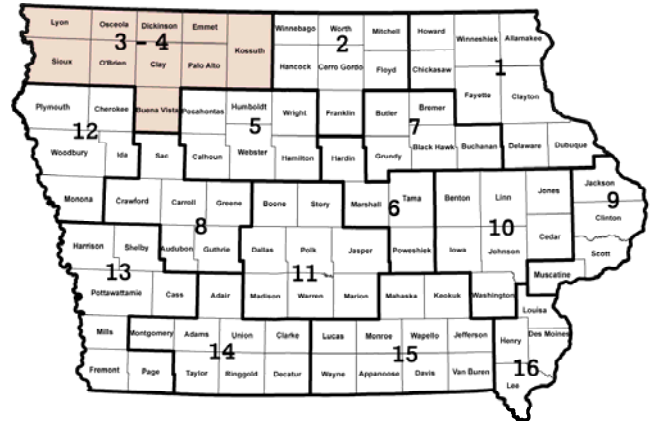 Lyon Osceola Dickinson Emmet Winnebago Worth Mitchell Howard Winneshiek Allamakee
3 - 4 Kossuth 2 1
Sioux O'Brien Clay Palo Alto Hancock Cerro Gordo Floyd Chickasaw
Fayette Clayton
Plymouth Cherokee Buena Vista Pocahontas Humboldt Wright Franklin Butler Bremer
12 5 7
Woodbury Ida Sac Calhoun Webster Hamilton Hardin Grundy Black Hawk Buchanan Delaware Dubuque
Monona Crawford Carroll Greene Boone Story Marshall Tama Benton Linn Jones Jackson
8 6 10 9
Clinton
Harrison Shelby Audubon Guthrie Dallas Polk Jasper Poweshiek Iowa Johnson Cedar Scott
13 11
Muscatine
Pottawattamie Cass Adair Madison Warren Marion Mahaska Keokuk Washington Louisa
Mills Montgomery Adams Union Clarke Lucas Monroe Wapello Jefferson Henry Des Moines
14 15 16
Fremont Page Taylor Ringgold Decatur Wayne Appanoose Davis Van Buren Lee